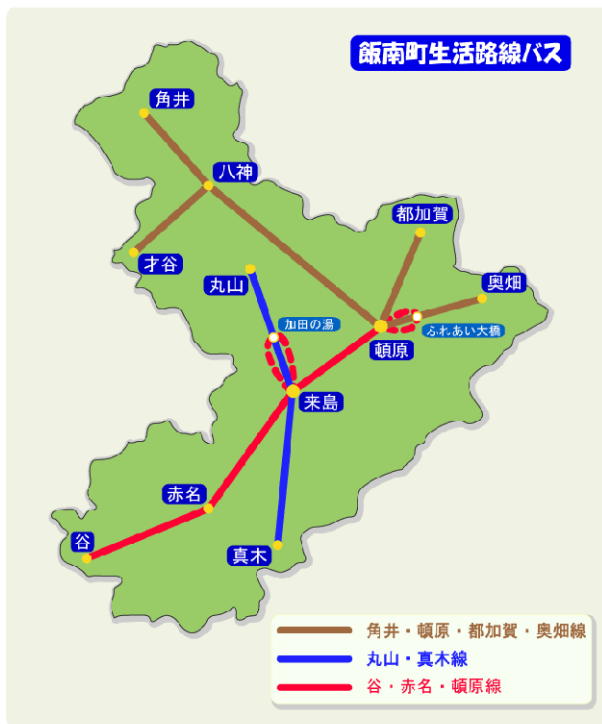 飯南町生活路線バス
角井
八神
都加賀
才谷
丸山
奥畑
加田の湯
ふれあい大橋
頓原
来島
赤名
谷
真木
角井・頓原・都加賀・奥畑線
丸山・真木線
谷・赤名・頓原線